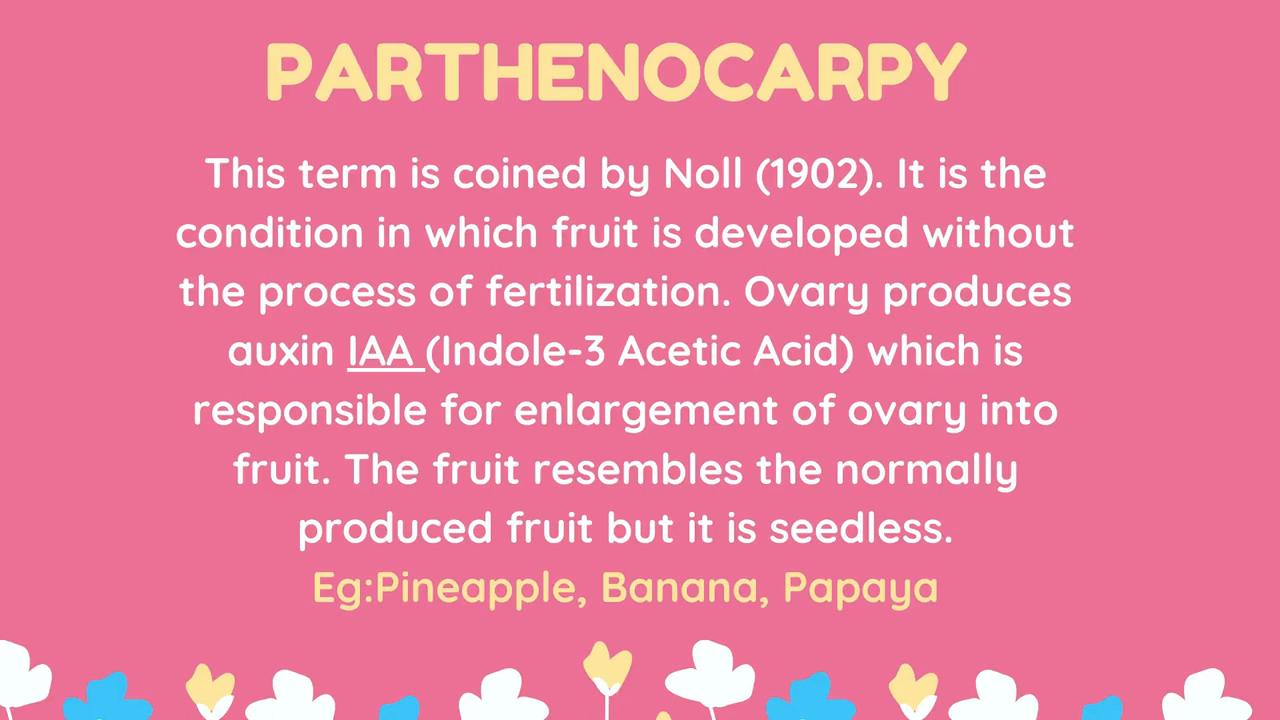 PARTHENOCARPY
This term is coined by Noll (1902). It is the
condition in which fruit is developed without
the process of fertilization. Ovary produces
auxin IAA (Indole-3 Acetic Acid) which is
responsible for enlargement of ovary into
fruit. The fruit resembles the normally
produced fruit but it is seedless.
Eg:Pineapple, Banana, Papaya